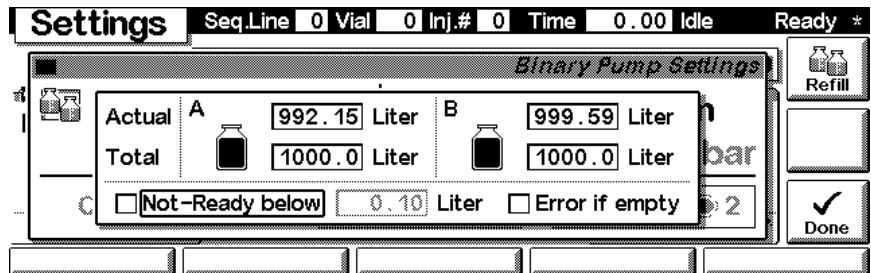 Settings Seq.Line 0 Vial 0 Inj.# 0 Time 0.00 Idle Ready *
Binary Pump Settings
Refill
Actual A 992.15 Liter B 999.59 Liter
Total 1000.0 Liter 1000.0 Liter
bar
Not-Ready below 0.10 Liter Error if empty
2
Done